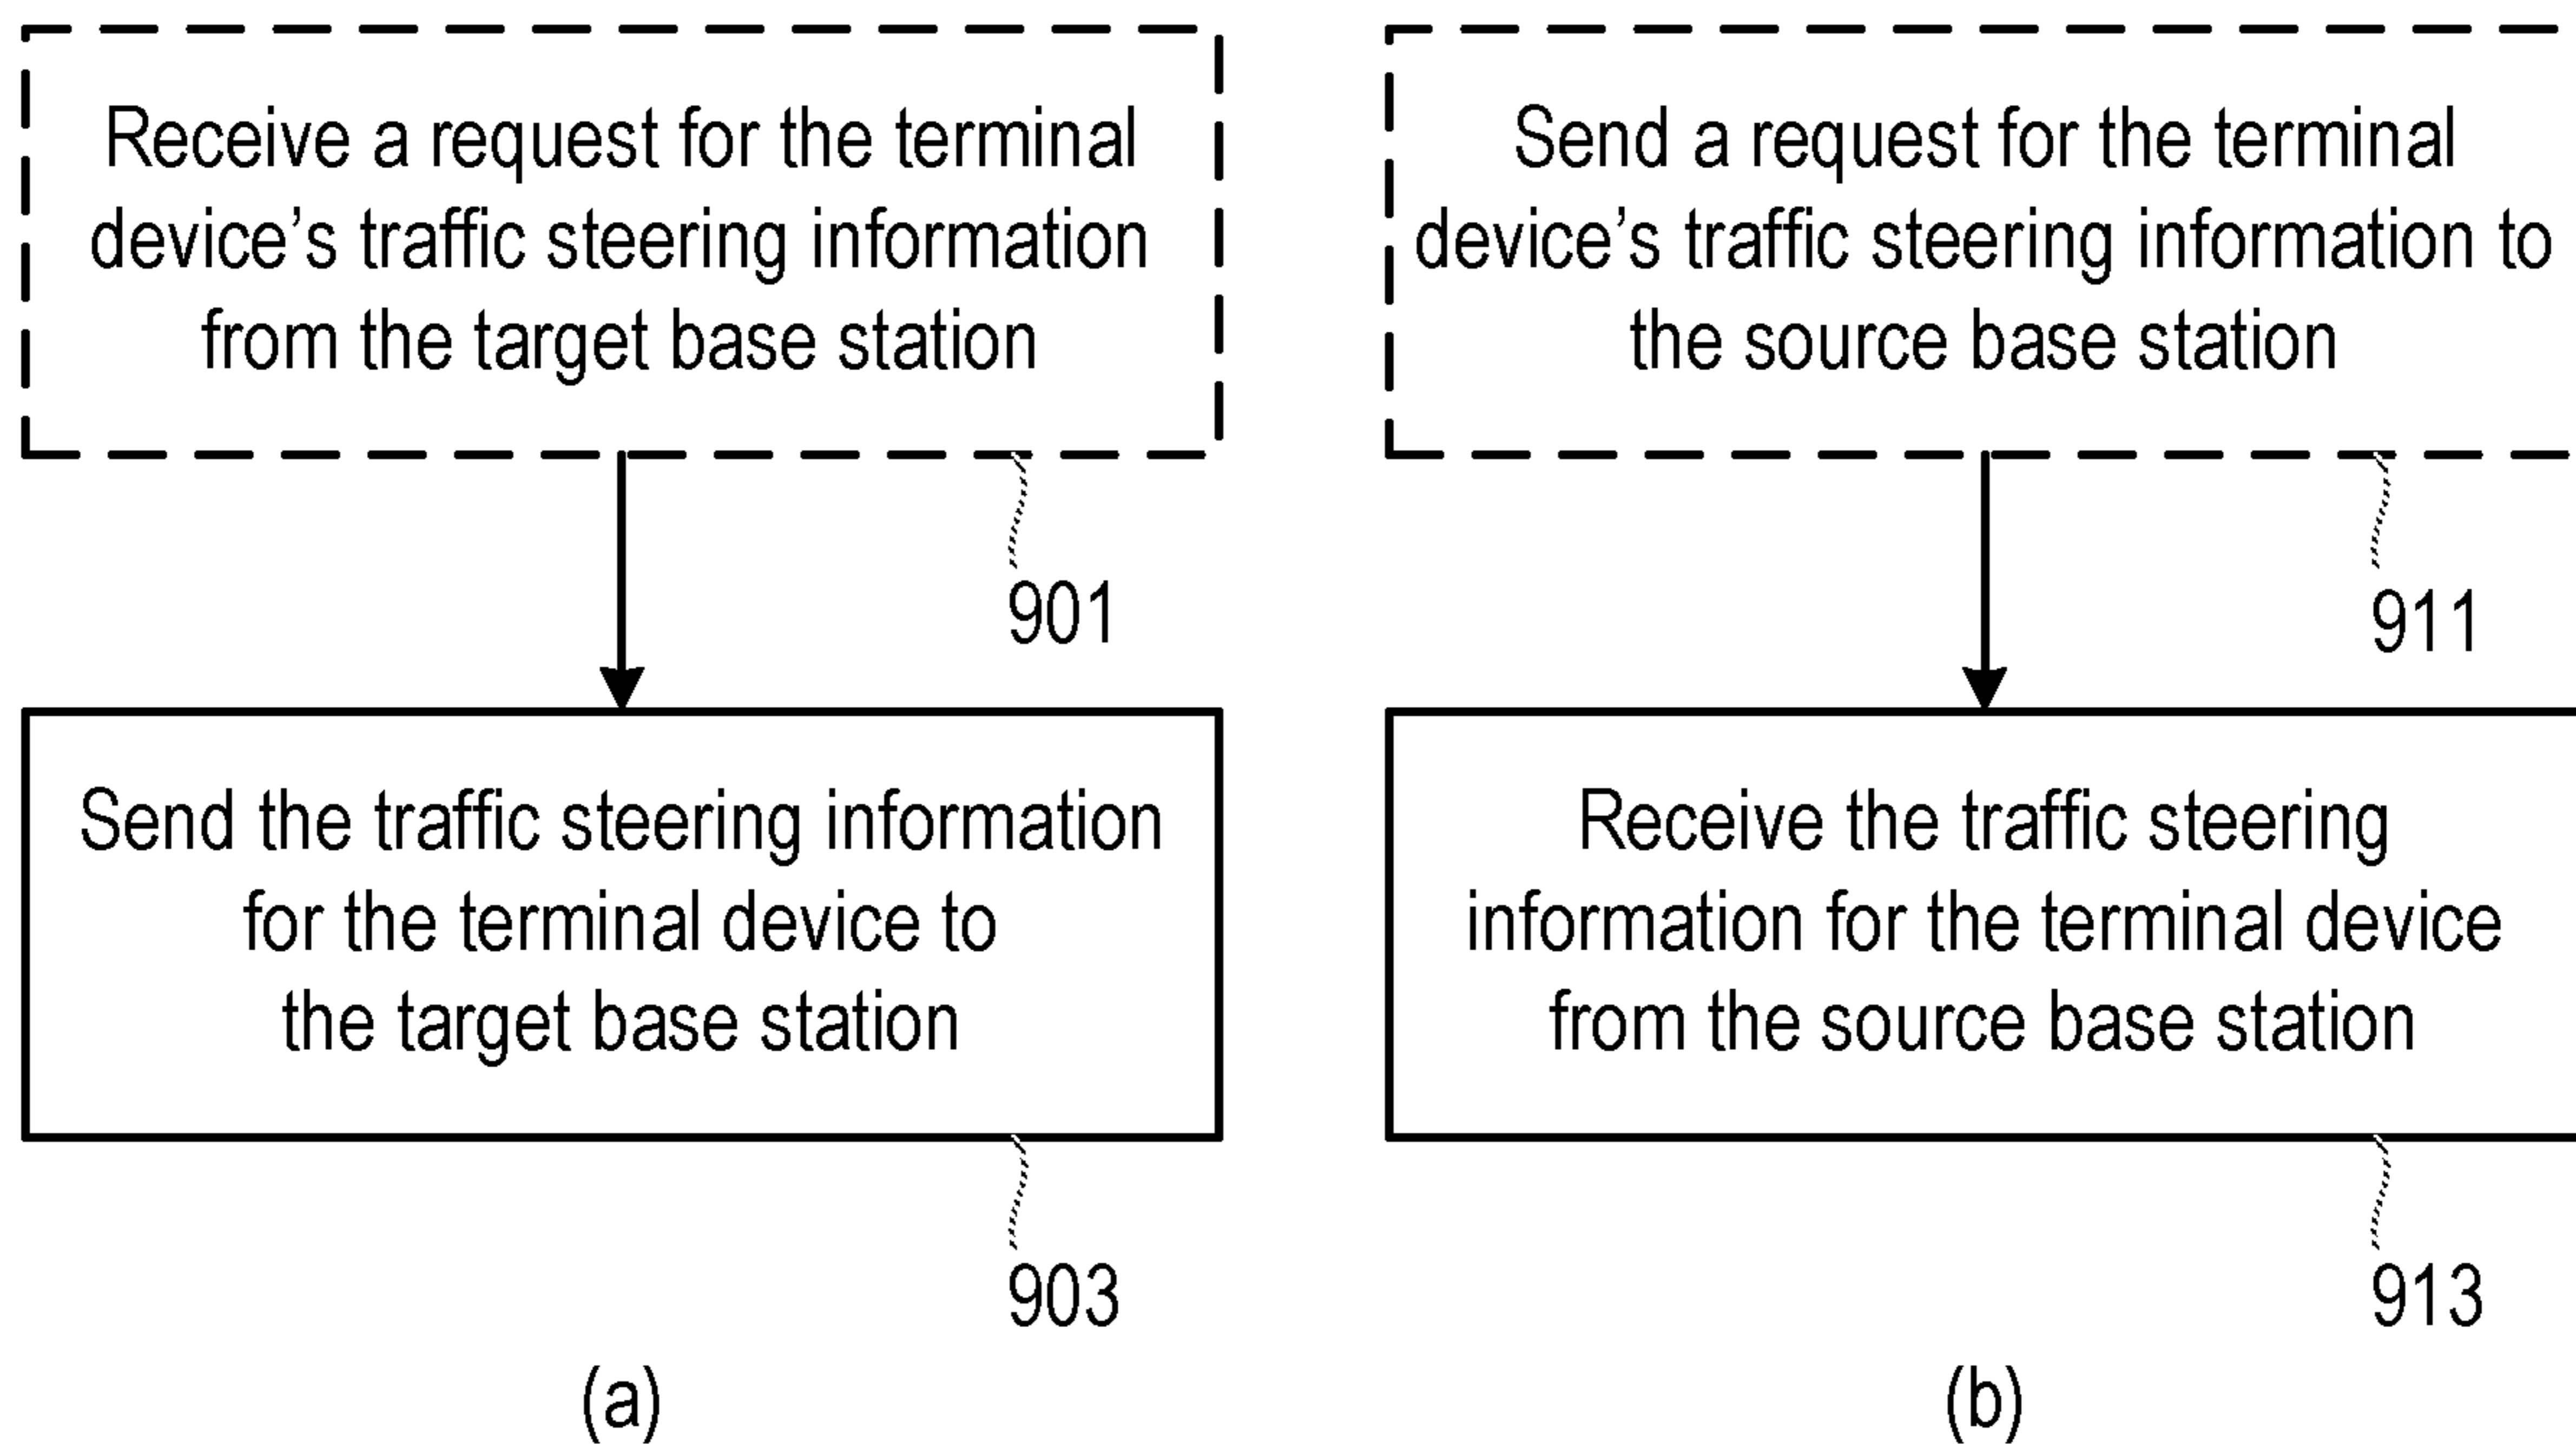 Receive a request for the terminal
device’s traffic steering information
from the target base station
901
Send the traffic steering information
for the terminal device to
the target base station
903
(a)
Send a request for the terminal
device’s traffic steering information to
the source base station
911
Receive the traffic steering
information for the terminal device
from the source base station
913
(b)